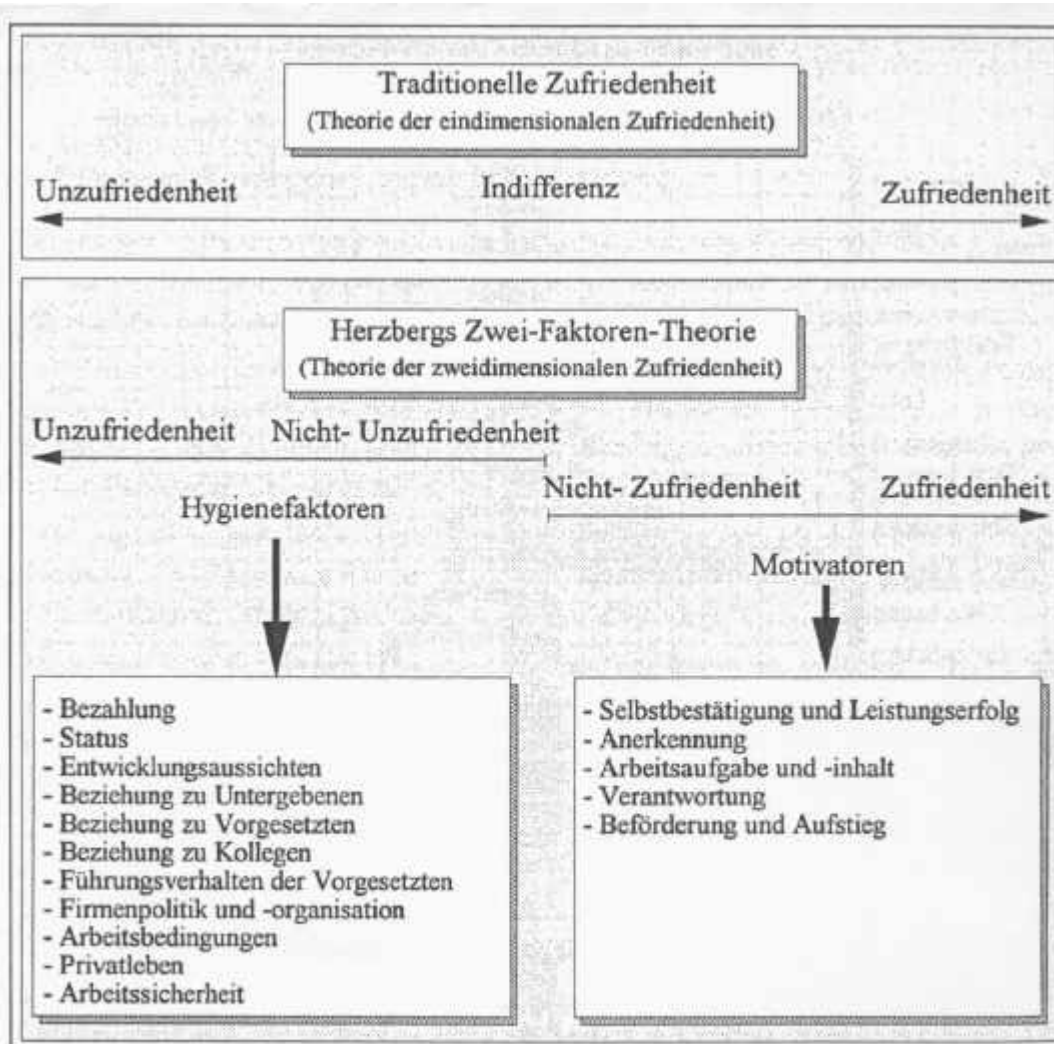 Traditionelle Zufriedenheit
(Theorie der eindimensionalen Zufriedenheit)
Unzufriedenheit
Indifferenz
Zufriedenheit
Herzbergs Zwei-Faktoren-Theorie
(Theorie der zweidimensionalen Zufriedenheit)
Unzufriedenheit
Nicht- Unzufriedenheit
Nicht- Zufriedenheit
Zufriedenheit
Hygienefaktoren
Motivatoren
- Bezahlung
- Status
- Entwicklungsaussichten
- Beziehung zu Untergebenen
- Beziehung zu Vorgesetzten
- Beziehung zu Kollegen
- Führungsverhalten der Vorgesetzten
- Firmenpolitik und -organisation
- Arbeitsbedingungen
- Privatleben
- Arbeitssicherheit
- Selbstbestätigung und Leistungserfolg
- Anerkennung
- Arbeitsaufgabe und -inhalt
- Verantwortung
- Beförderung und Aufstieg